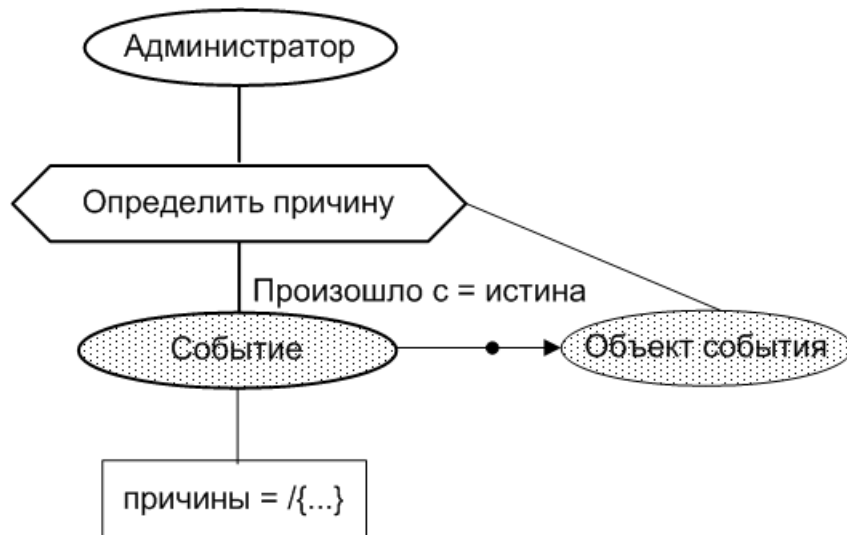 Администратор
Определить причину
Произошло с = истина
Событие
Объект события
причины = /{...}